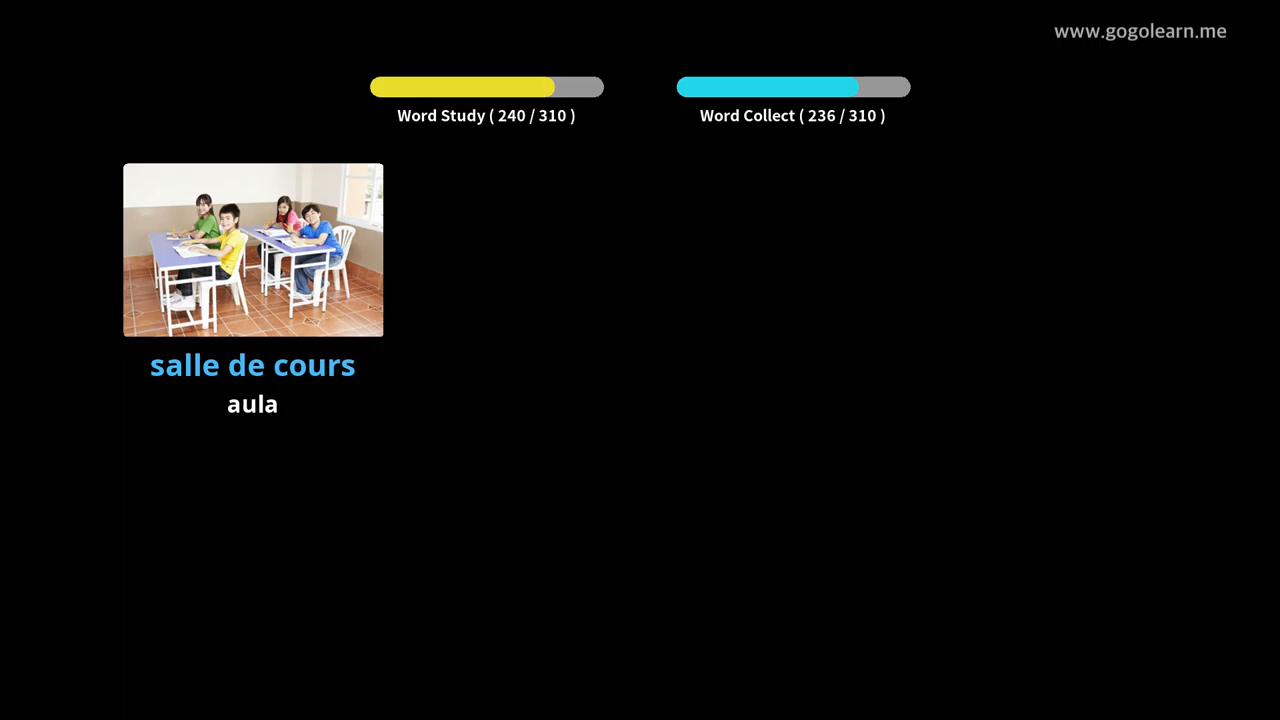 www.gogolearn.me
Word Study ( 240 / 310 )
Word Collect ( 236 / 310 )
salle de cours
aula